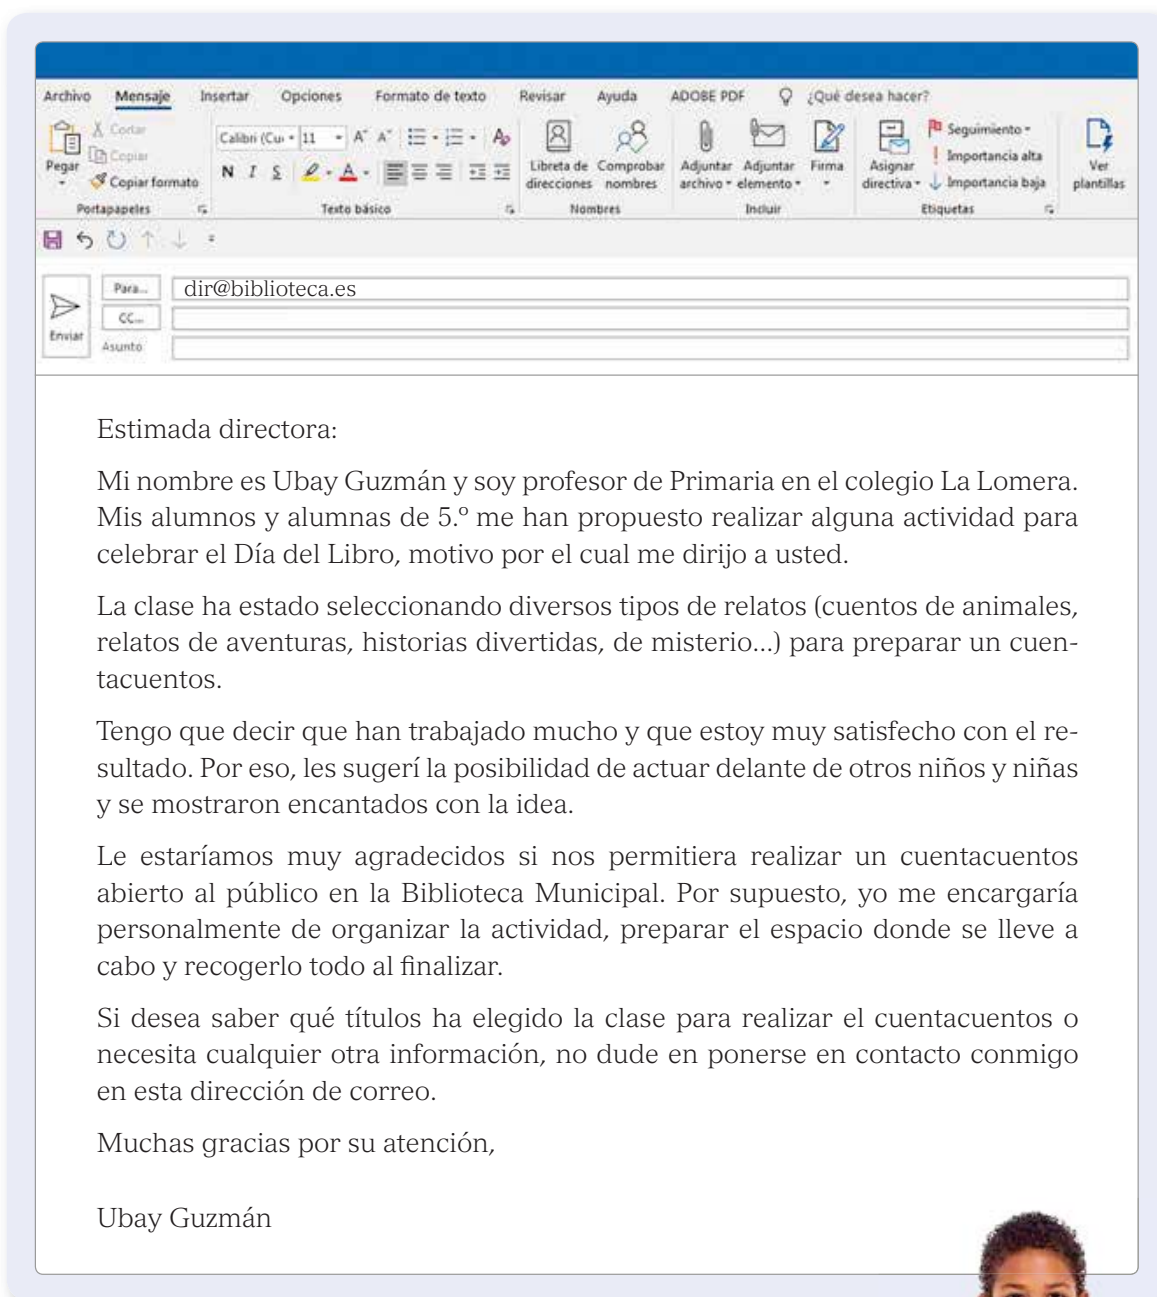 Archivo Mensaje Insertar Opciones Formato de texto Revisar Ayuda ADOBE PDF ¿Qué desea hacer?
Pegar
Cortar
Copiar
Copiar formato
Portapapeles
Calibri (Cu 11
N I S
Texto básico
Libreta de direcciones
Comprobar nombres
Nombres
Adjuntar archivo
Adjuntar elemento
Firma
Incluir
Asignar directiva
Seguimiento
Importancia alta
Importancia baja
Etiquetas
Ver plantillas
Enviar
Para... dir@biblioteca.es
CC...
Asunto
Estimada directora:
Mi nombre es Ubay Guzmán y soy profesor de Primaria en el colegio La Lomera.
Mis alumnos y alumnas de 5.º me han propuesto realizar alguna actividad para
celebrar el Día del Libro, motivo por el cual me dirijo a usted.
La clase ha estado seleccionando diversos tipos de relatos (cuentos de animales,
relatos de aventuras, historias divertidas, de misterio...) para preparar un cuen-
tacuentos.
Tengo que decir que han trabajado mucho y que estoy muy satisfecho con el re-
sultado. Por eso, les sugerí la posibilidad de actuar delante de otros niños y niñas
y se mostraron encantados con la idea.
Le estaríamos muy agradecidos si nos permitiera realizar un cuentacuentos
abierto al público en la Biblioteca Municipal. Por supuesto, yo me encargaría
personalmente de organizar la actividad, preparar el espacio donde se lleve a
cabo y recogerlo todo al finalizar.
Si desea saber qué títulos ha elegido la clase para realizar el cuentacuentos o
necesita cualquier otra información, no dude en ponerse en contacto conmigo
en esta dirección de correo.
Muchas gracias por su atención,
Ubay Guzmán